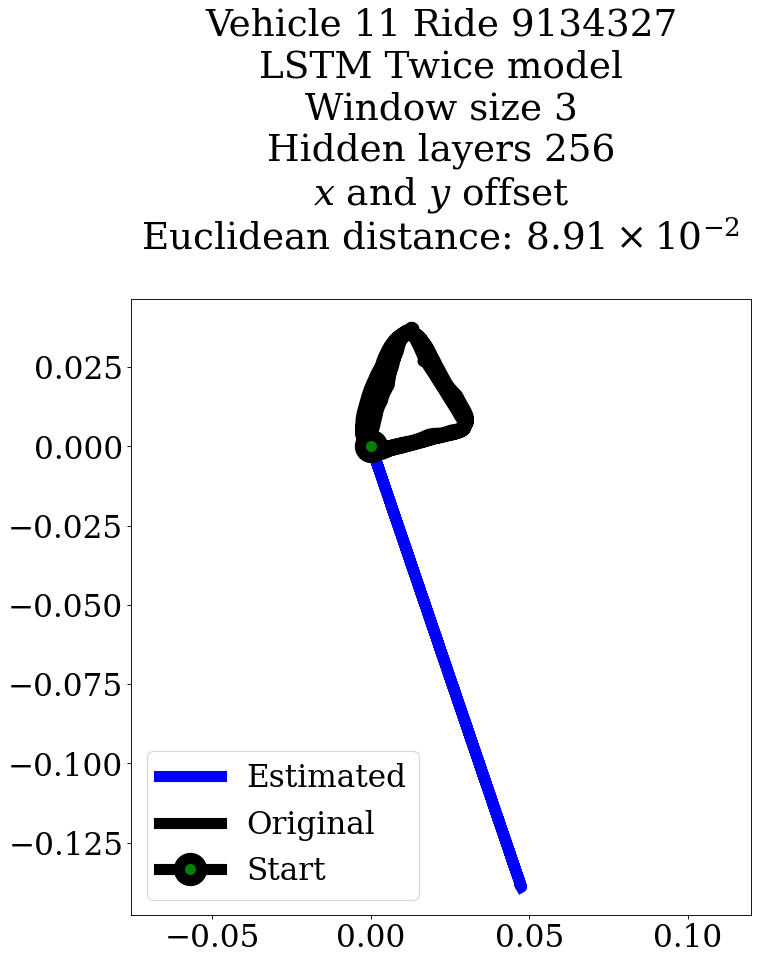 Vehicle 11 Ride 9134327
LSTM Twice model
Window size 3
Hidden layers 256
x and y offset
Euclidean distance: 8.91 × 10⁻²
0.025
0.000
−0.025
−0.050
−0.075
−0.100
−0.125
Estimated
Original
Start
−0.05 0.00 0.05 0.10